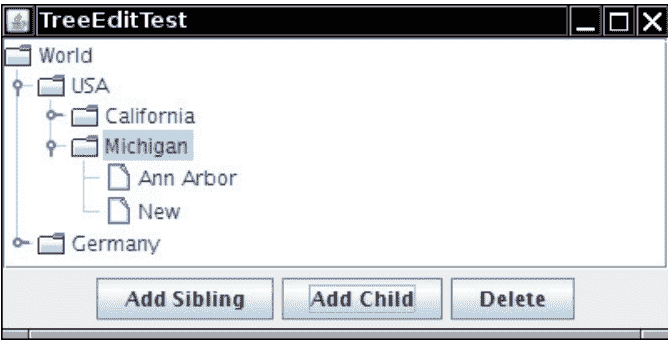 TreeEditTest
World
USA
California
Michigan
Ann Arbor
New
Germany
Add Sibling Add Child Delete